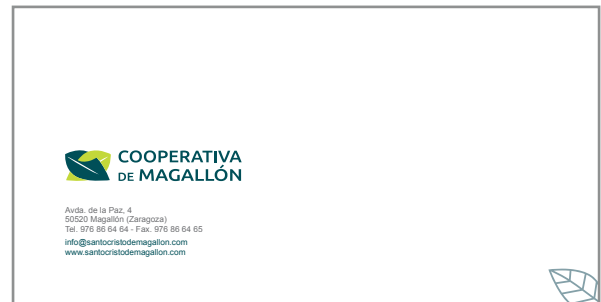 COOPERATIVA
DE MAGALLÓN
Avda. de la Paz, 4
50520 Magallón (Zaragoza)
Tel. 976 86 64 64 - Fax. 976 86 64 65
info@santocristodemagallon.com
www.santocristodemagallon.com